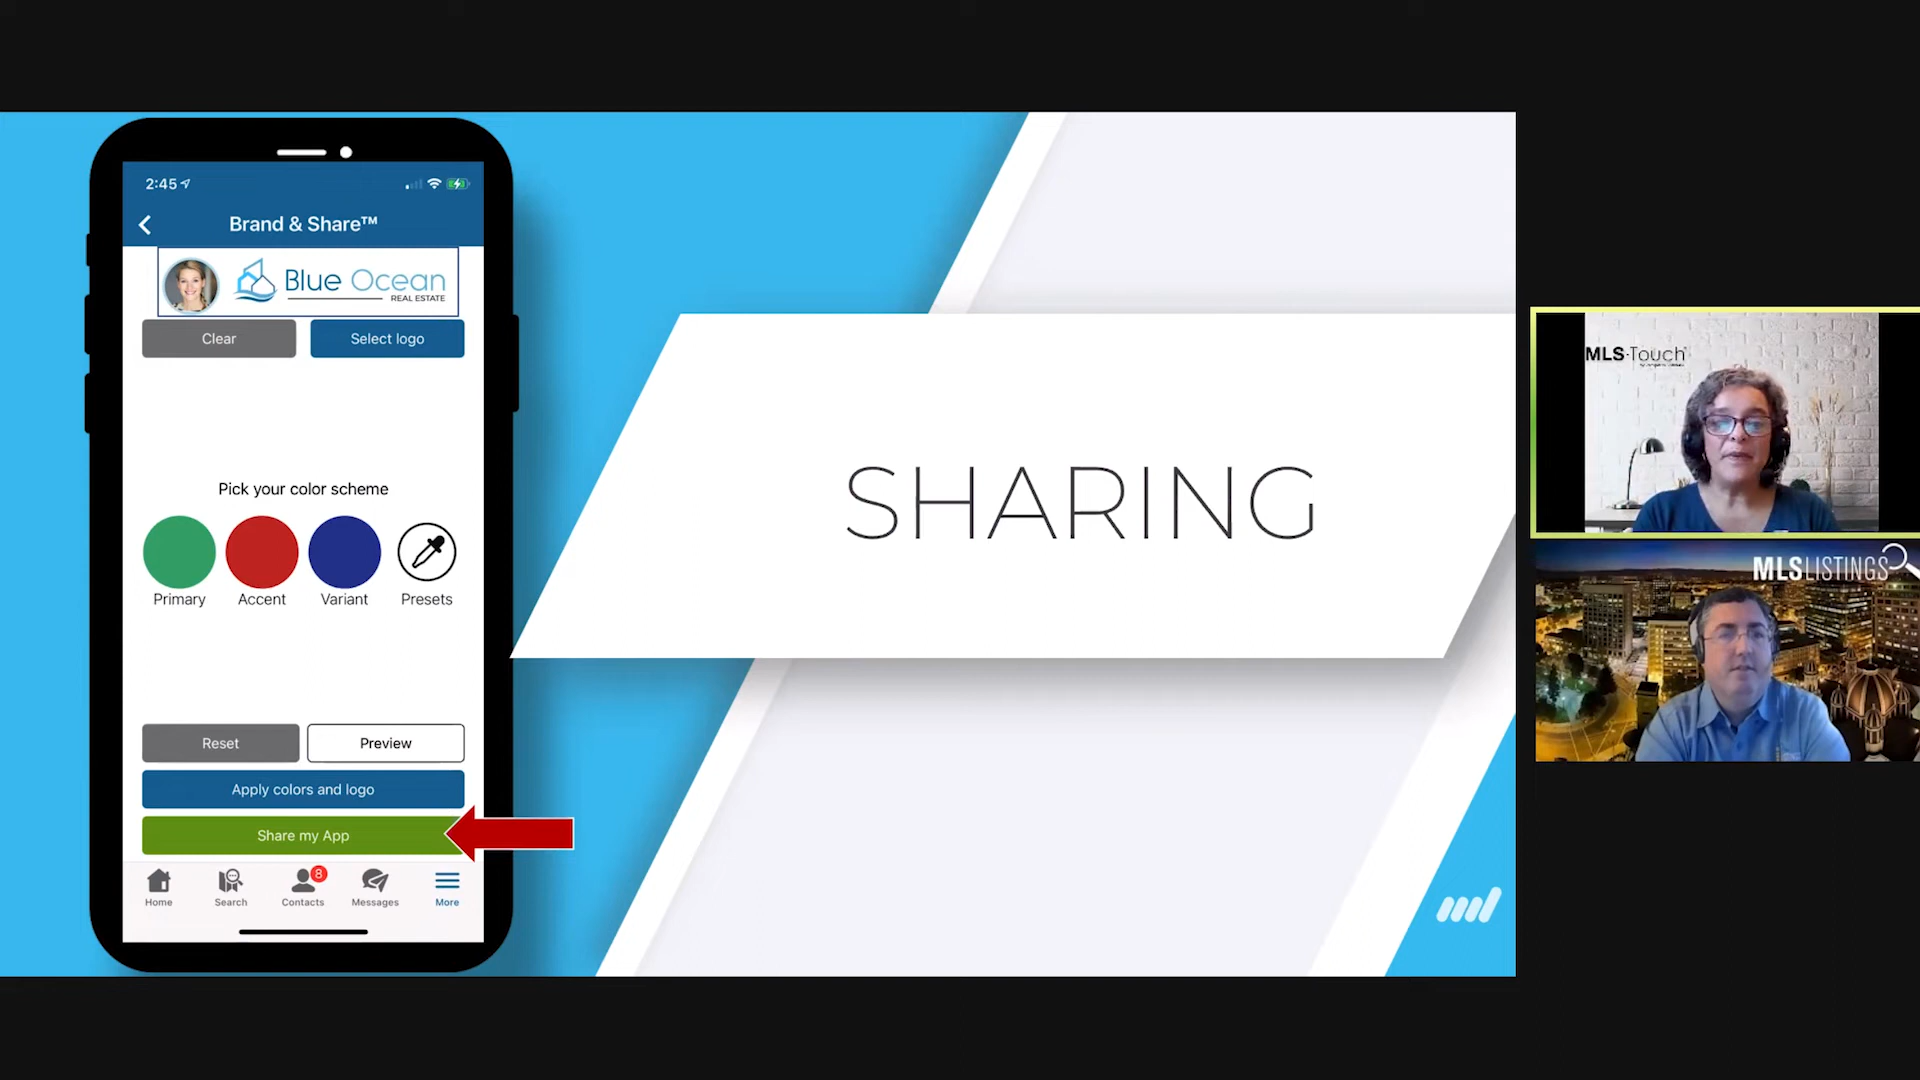 2:45
Brand & Share™
Blue Ocean
REAL ESTATE
Clear
Select logo
Pick your color scheme
Primary
Accent
Variant
Presets
Reset
Preview
Apply colors and logo
Share my App
8
Home
Search
Contacts
Messages
More
SHARING
MLS-Touch
MLSLISTINGS